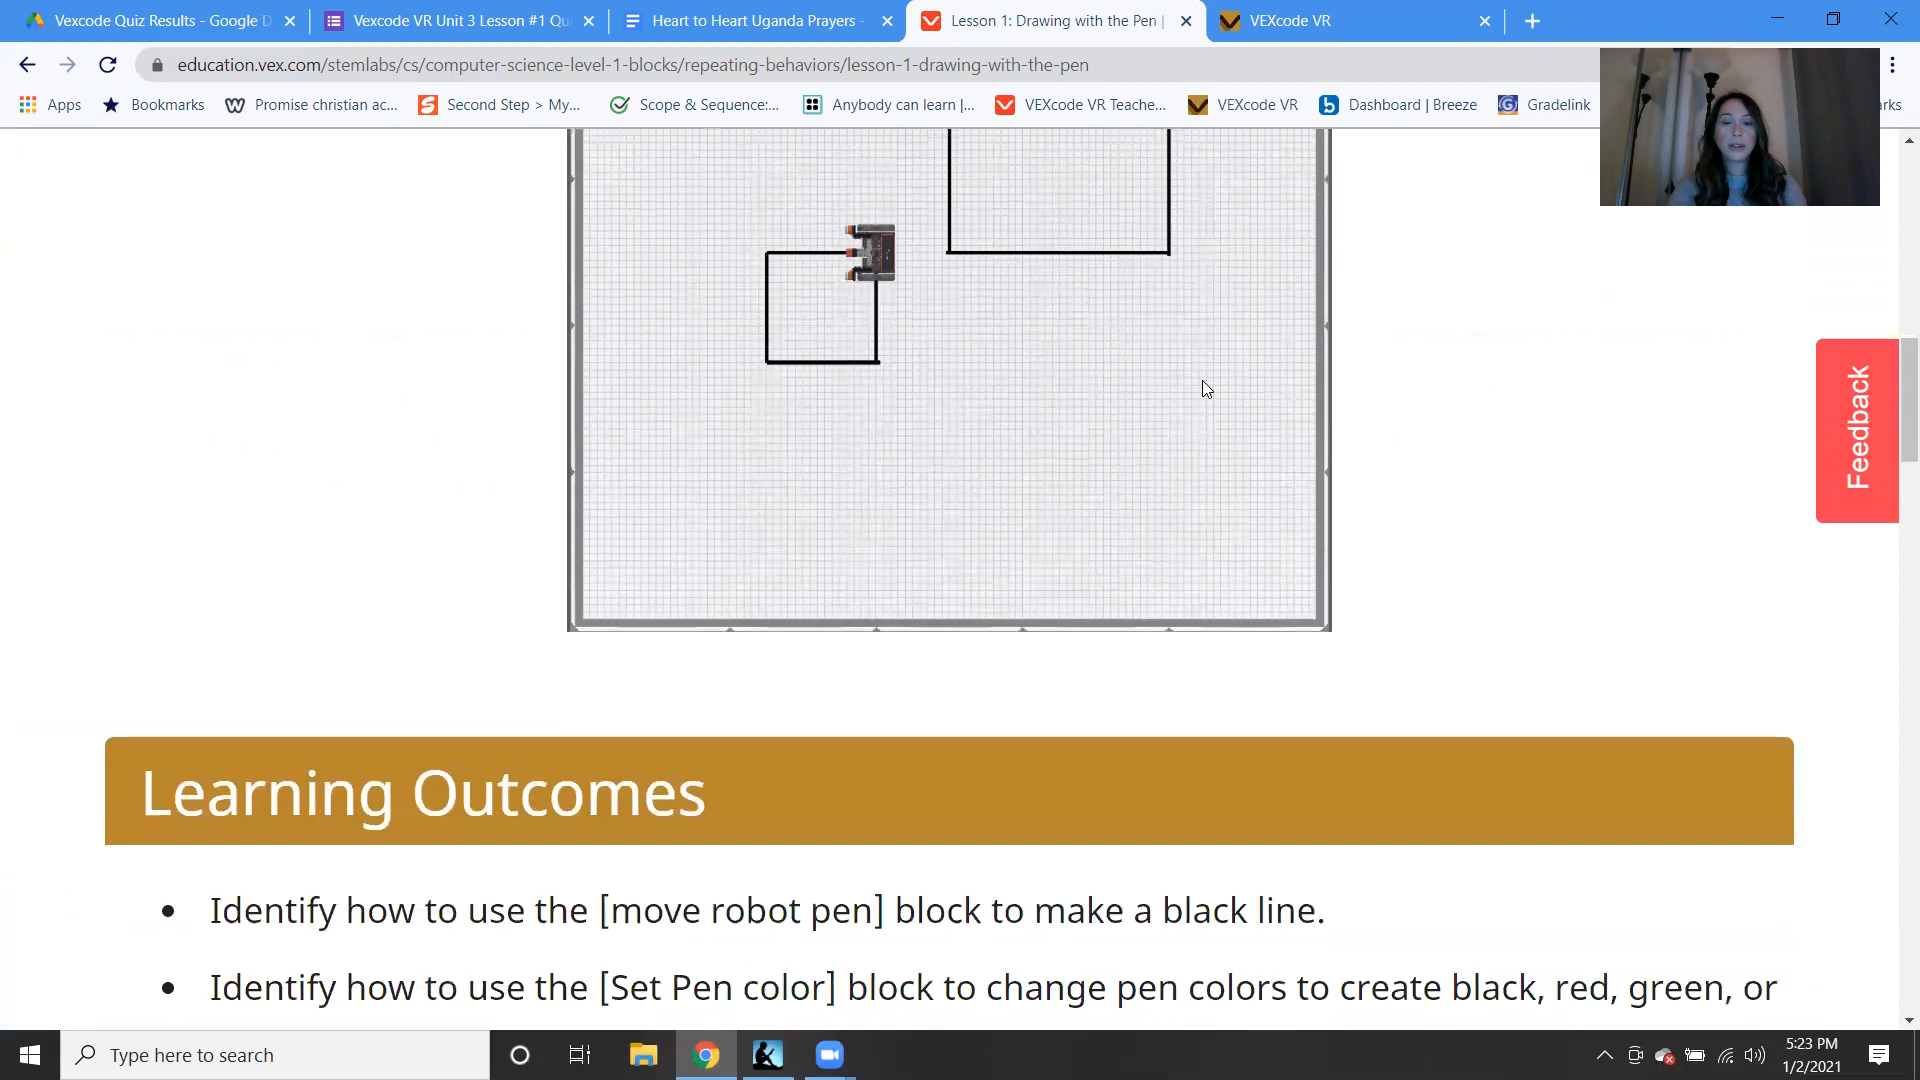 Vexcode Quiz Results - Google D
Vexcode VR Unit 3 Lesson #1 Qu
Heart to Heart Uganda Prayers -
Lesson 1: Drawing with the Pen |
VEXcode VR
education.vex.com/stemlabs/cs/computer-science-level-1-blocks/repeating-behaviors/lesson-1-drawing-with-the-pen
Apps
Bookmarks
Promise christian ac...
Second Step > My...
Scope & Sequence:...
Anybody can learn |...
VEXcode VR Teache...
VEXcode VR
Dashboard | Breeze
Gradelink
rks
Feedback
Learning Outcomes
• Identify how to use the [move robot pen] block to make a black line.
• Identify how to use the [Set Pen color] block to change pen colors to create black, red, green, or
Type here to search
5:23 PM
1/2/2021